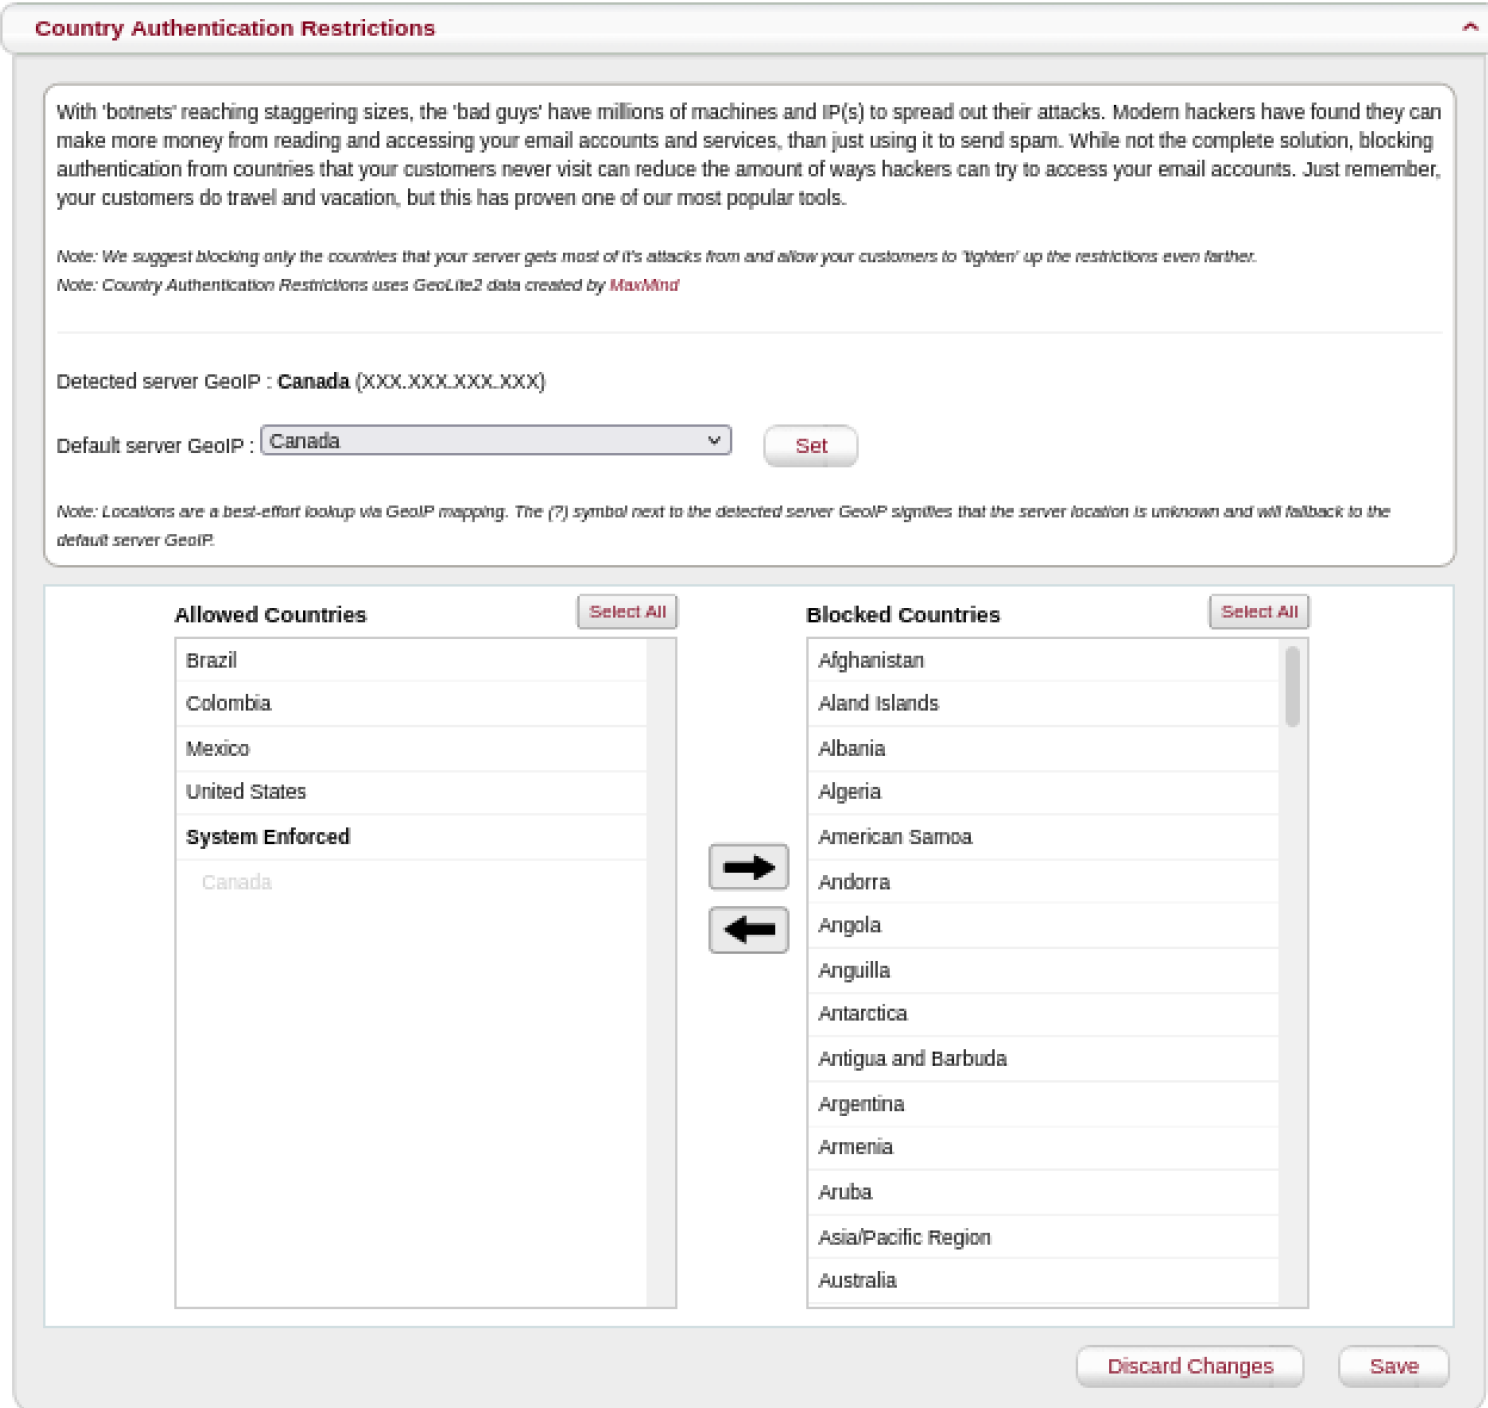 Country Authentication Restrictions
With 'botnets' reaching staggering sizes, the 'bad guys' have millions of machines and IP(s) to spread out their attacks. Modern hackers have found they can
make more money from reading and accessing your email accounts and services, than just using it to send spam. While not the complete solution, blocking
authentication from countries that your customers never visit can reduce the amount of ways hackers can try to access your email accounts. Just remember,
your customers do travel and vacation, but this has proven one of our most popular tools.
Note: We suggest blocking only the countries that your server gets most of it's attacks from and allow your customers to 'tighten' up the restrictions even farther.
Note: Country Authentication Restrictions uses GeoLite2 data created by MaxMind
Detected server GeoIP : Canada (XXX.XXX.XXX.XXX)
Default server GeoIP : Canada Set
Note: Locations are a best-effort lookup via GeoIP mapping. The (?) symbol next to the detected server GeoIP signifies that the server location is unknown and will fallback to the
default server GeoIP.
Allowed Countries Select All
Brazil
Colombia
Mexico
United States
System Enforced
Canada
Blocked Countries Select All
Afghanistan
Aland Islands
Albania
Algeria
American Samoa
Andorra
Angola
Anguilla
Antarctica
Antigua and Barbuda
Argentina
Armenia
Aruba
Asia/Pacific Region
Australia
Discard Changes Save